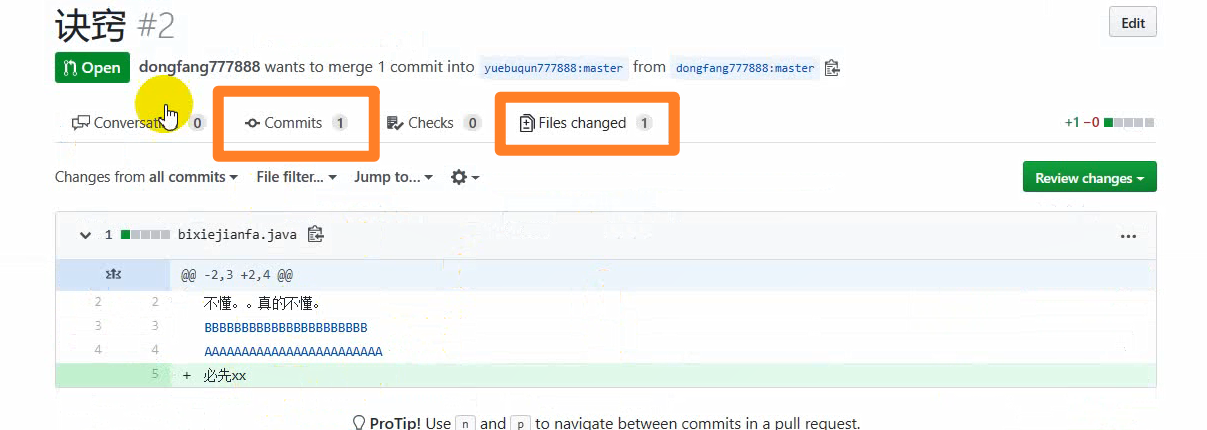 诀窍 #2
Edit
Open dongfang777888 wants to merge 1 commit into yuebuqun777888:master from dongfang777888:master
Conversati 0 Commits 1 Checks 0 Files changed 1 +1 −0
Changes from all commits File filter... Jump to... Review changes
1 bixiejianfa.java
@@ -2,3 +2,4 @@
2 2 不懂。。真的不懂。
3 3 BBBBBBBBBBBBBBBBBBBBBB
4 4 AAAAAAAAAAAAAAAAAAAAAAAA
5 + 必先xx
ProTip! Use n and p to navigate between commits in a pull request.